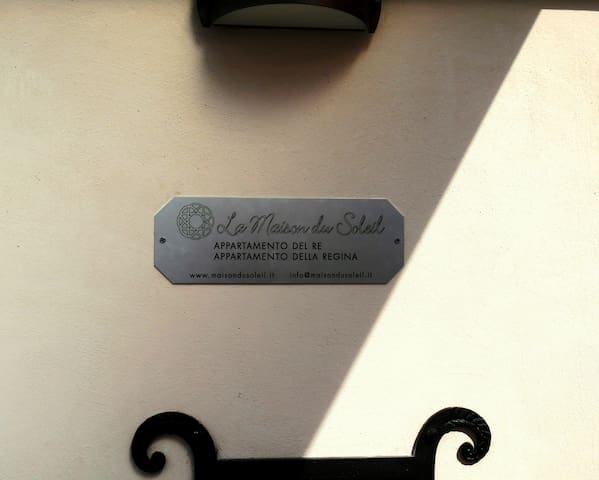 La Maison du Soleil
APPARTAMENTO DEL RE
APPARTAMENTO DELLA REGINA
www.maisondusoleil.it info@maisondusoleil.it